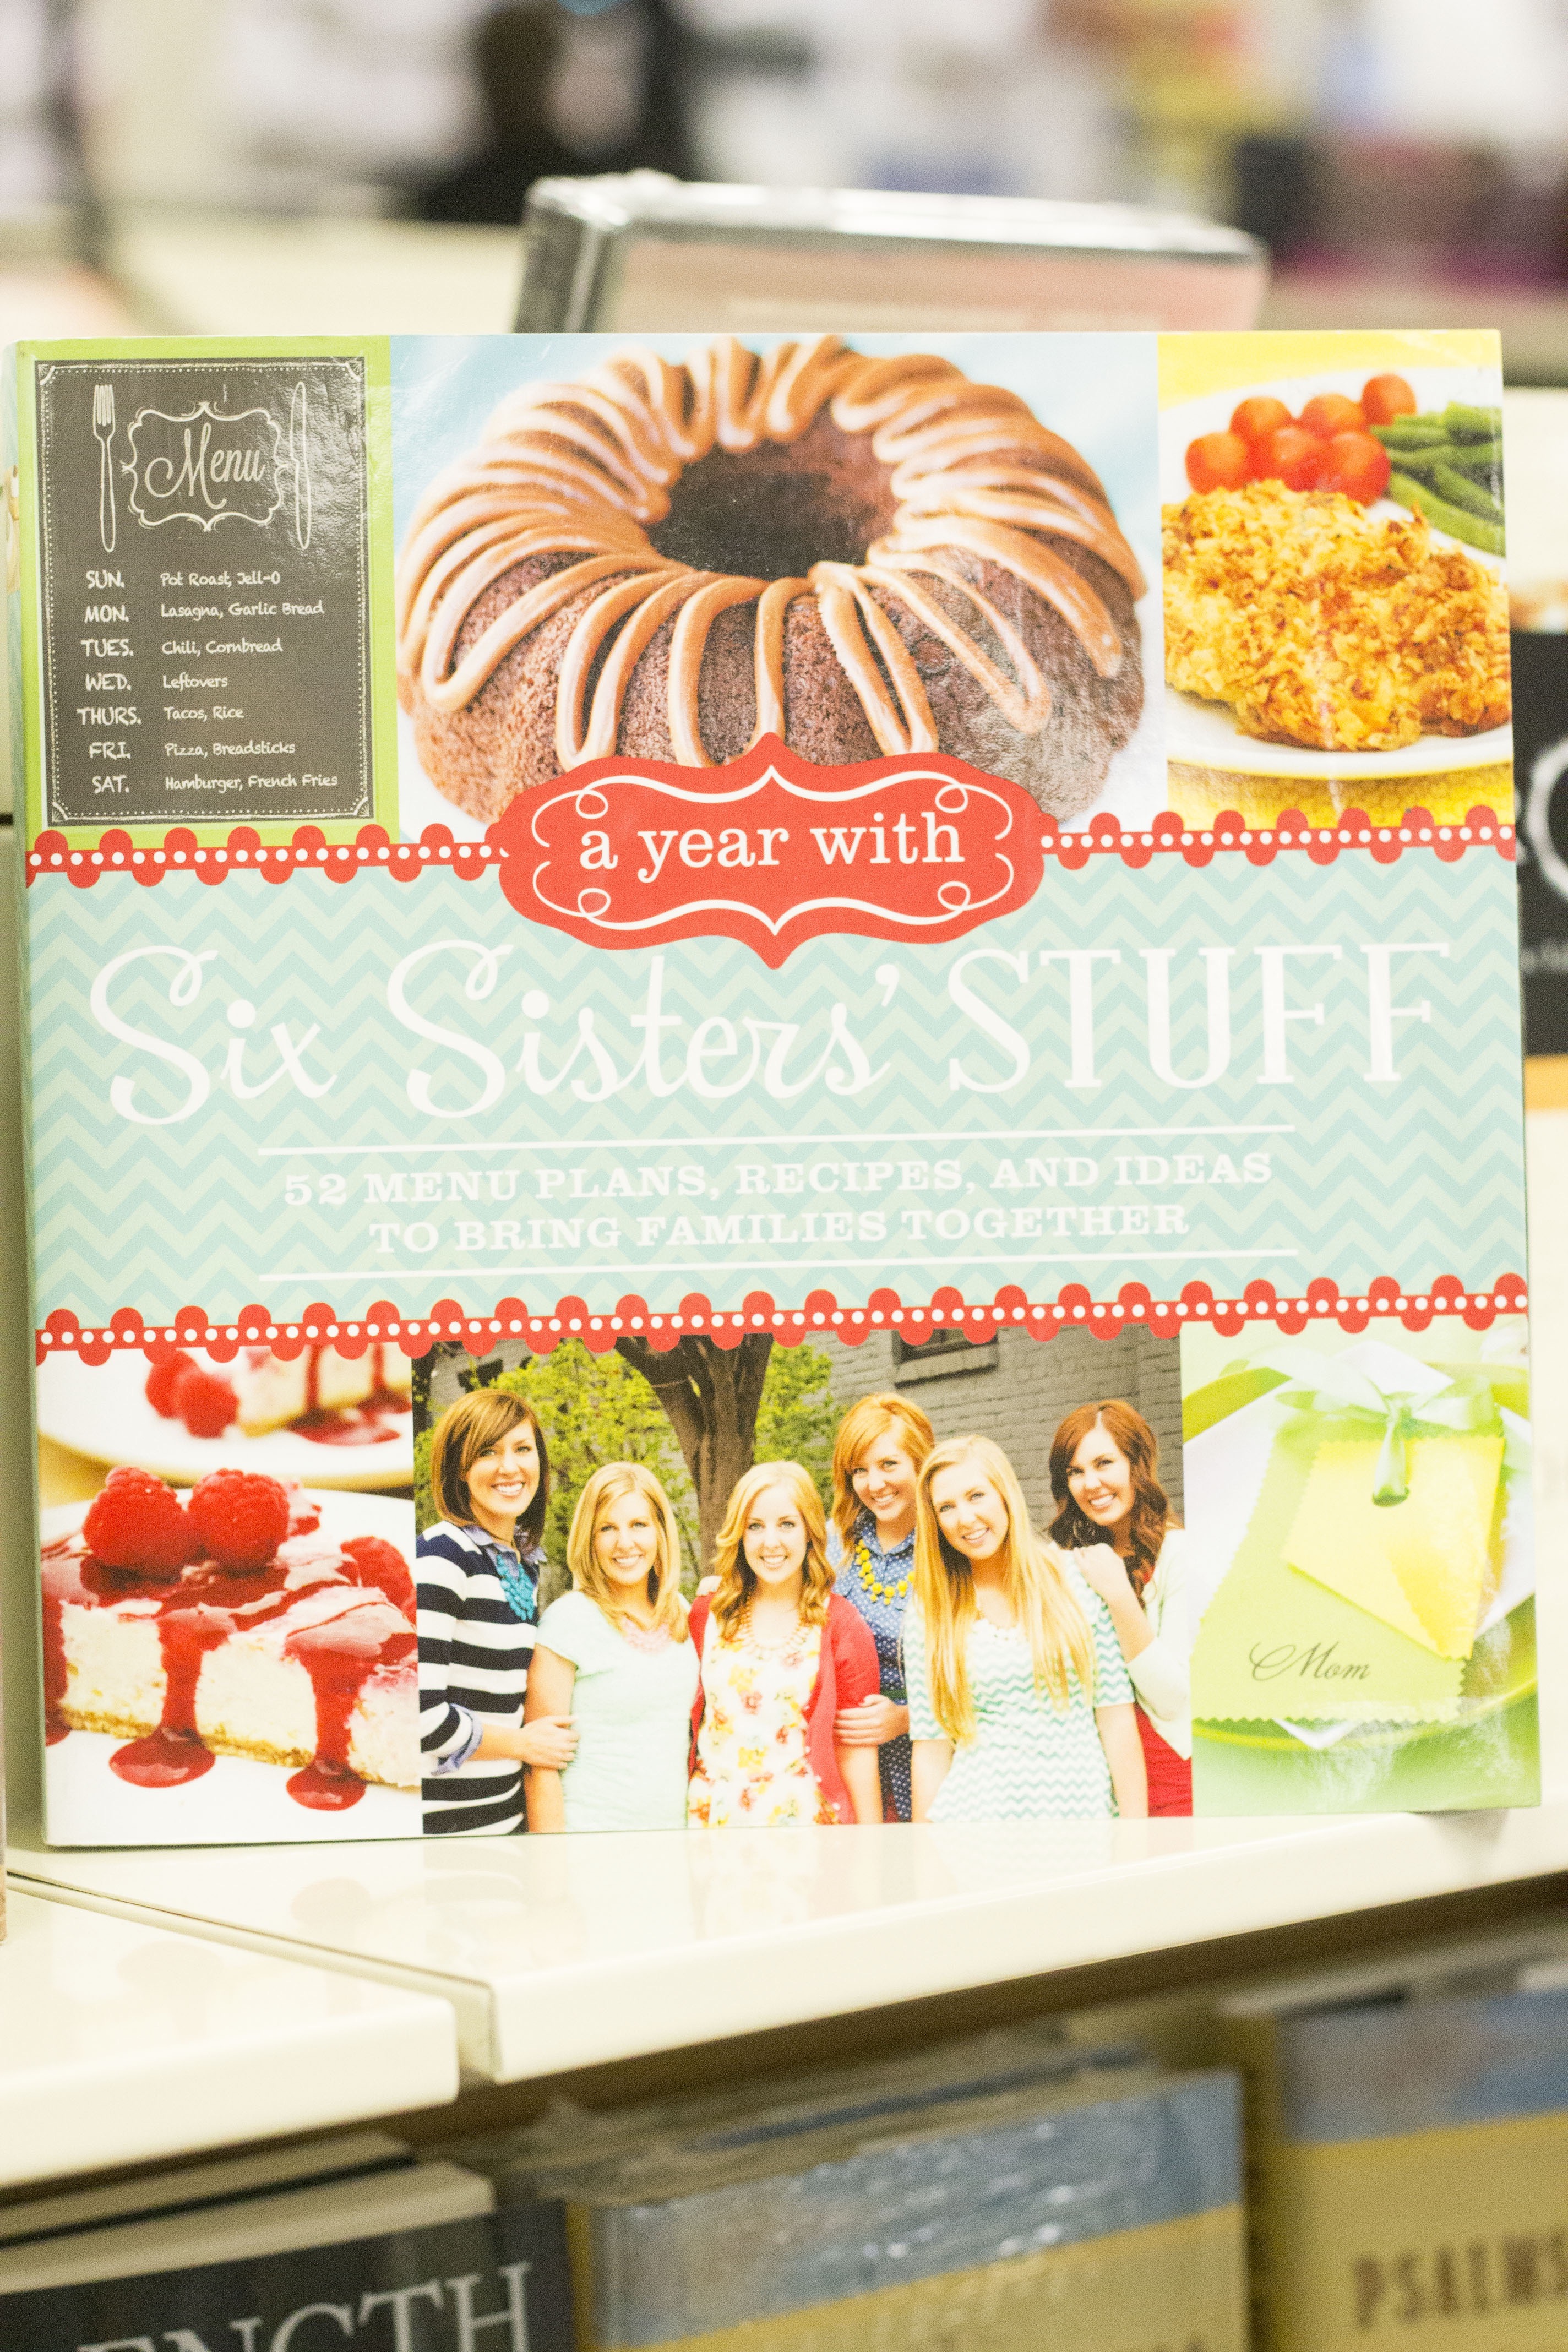 Menu
SUN. Pot Roast, Jell-O
MON. Lasagna, Garlic Bread
TUES. Chili, Cornbread
WED. Leftovers
THURS. Tacos, Rice
FRI. Pizza, Breadsticks
SAT. Hamburger, French Fries
a year with
Six Sisters' STUFF
52 MENU PLANS, RECIPES, AND IDEAS
TO BRING FAMILIES TOGETHER
Mom
PSALMS